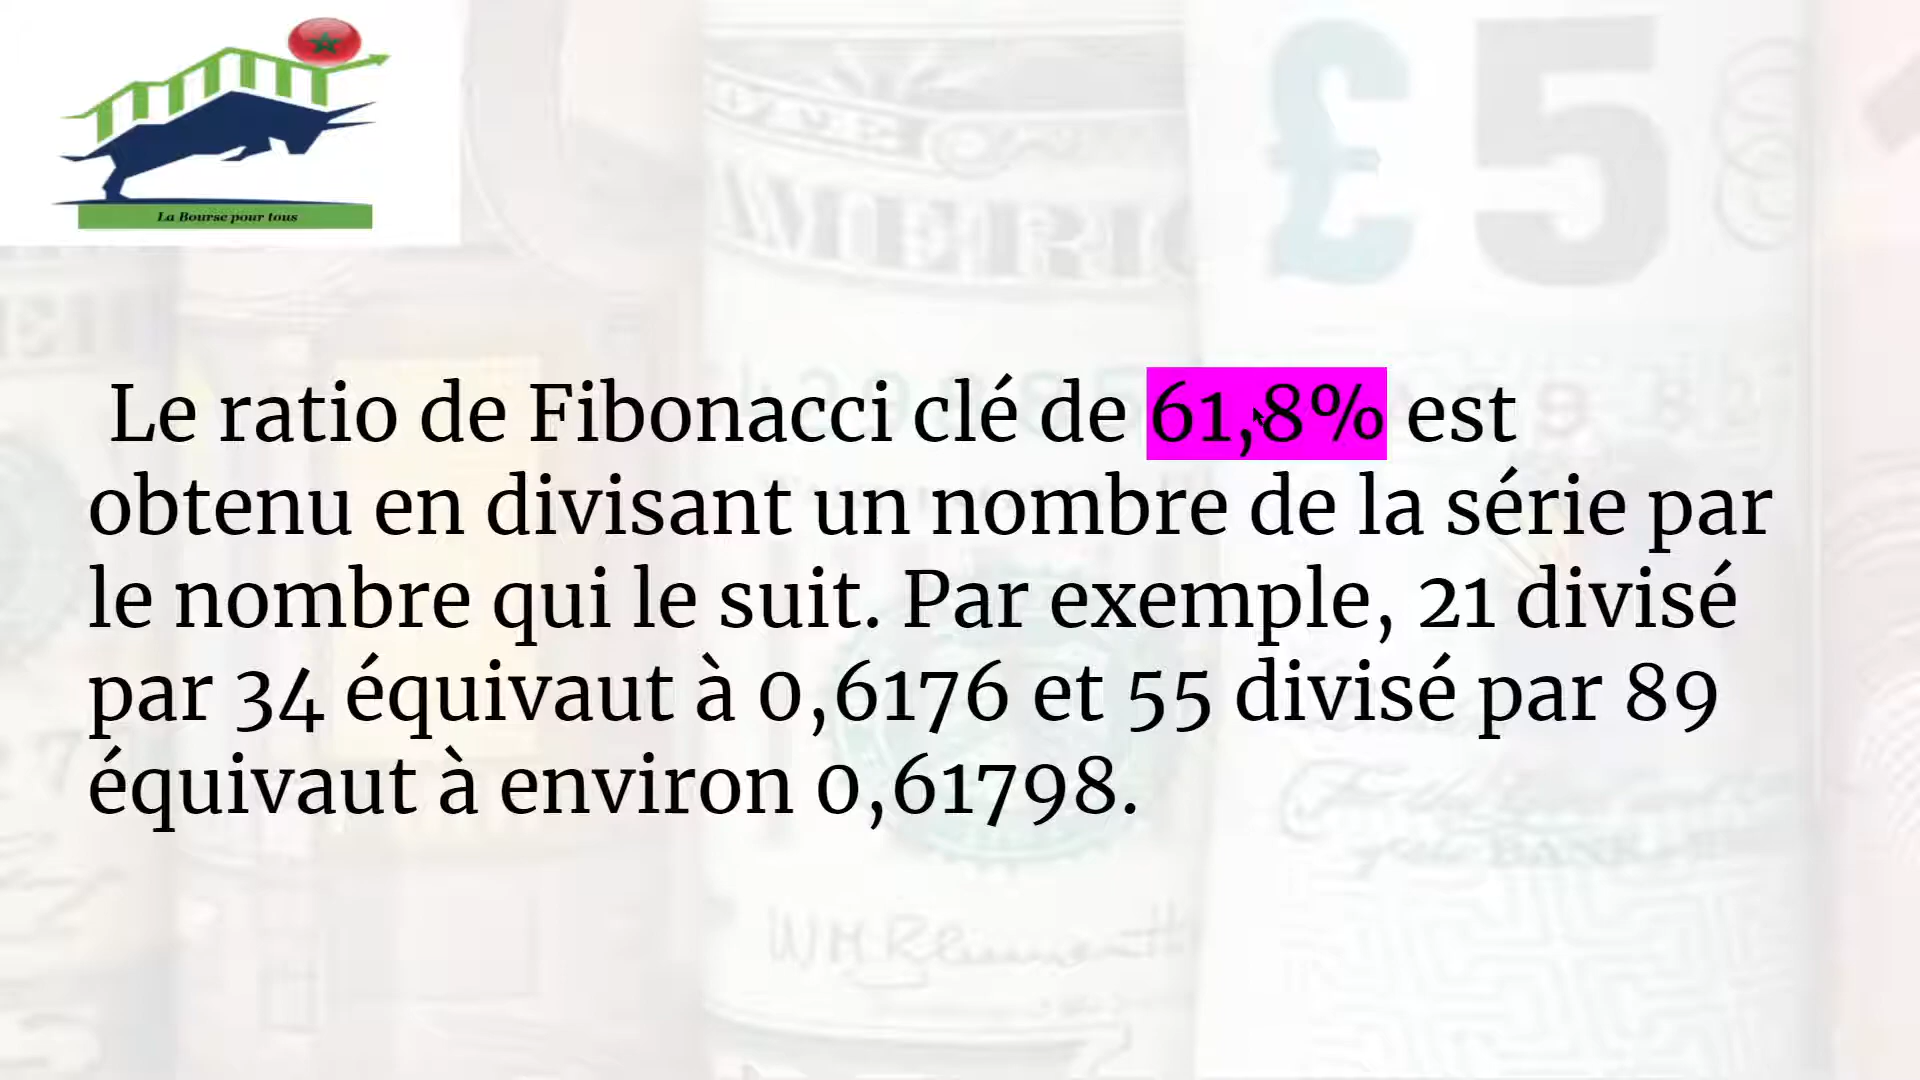 La Bourse pour tous
£5
Le ratio de Fibonacci clé de 61,8% est
obtenu en divisant un nombre de la série par
le nombre qui le suit. Par exemple, 21 divisé
par 34 équivaut à 0,6176 et 55 divisé par 89
équivaut à environ 0,61798.